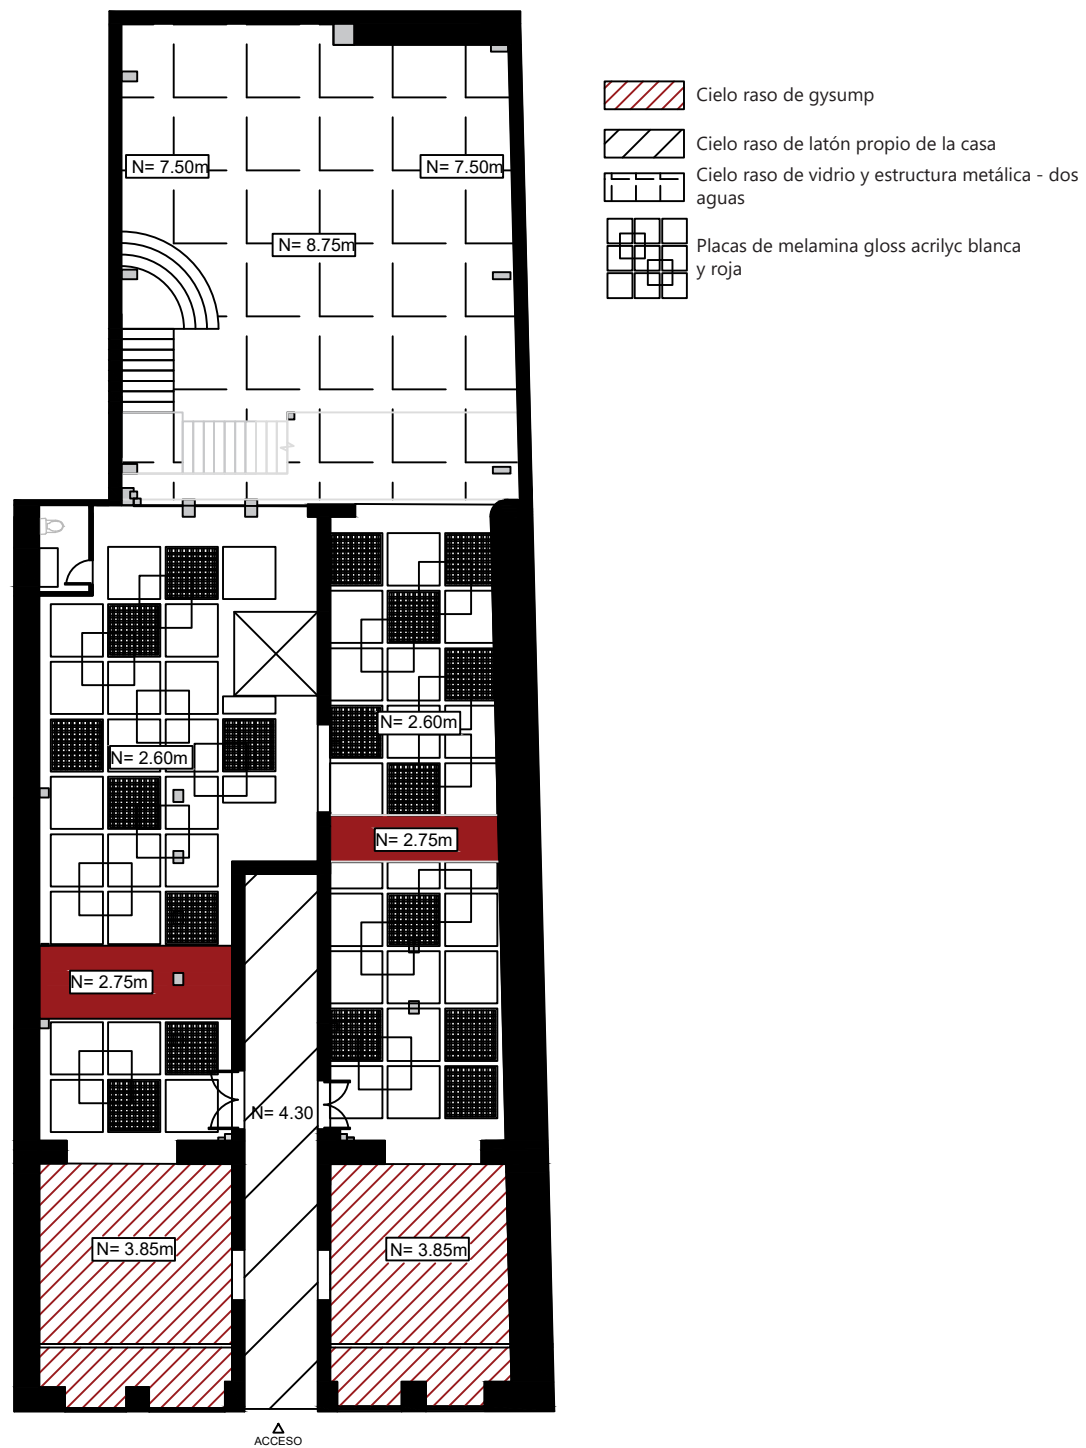 Cielo raso de gysump
Cielo raso de latón propio de la casa
Cielo raso de vidrio y estructura metálica - dos
aguas
Placas de melamina gloss acrilyc blanca
y roja
N= 7.50m
N= 7.50m
N= 8.75m
N= 2.60m
N= 2.60m
N= 2.75m
N= 2.75m
N= 4.30
N= 3.85m
N= 3.85m
ACCESO